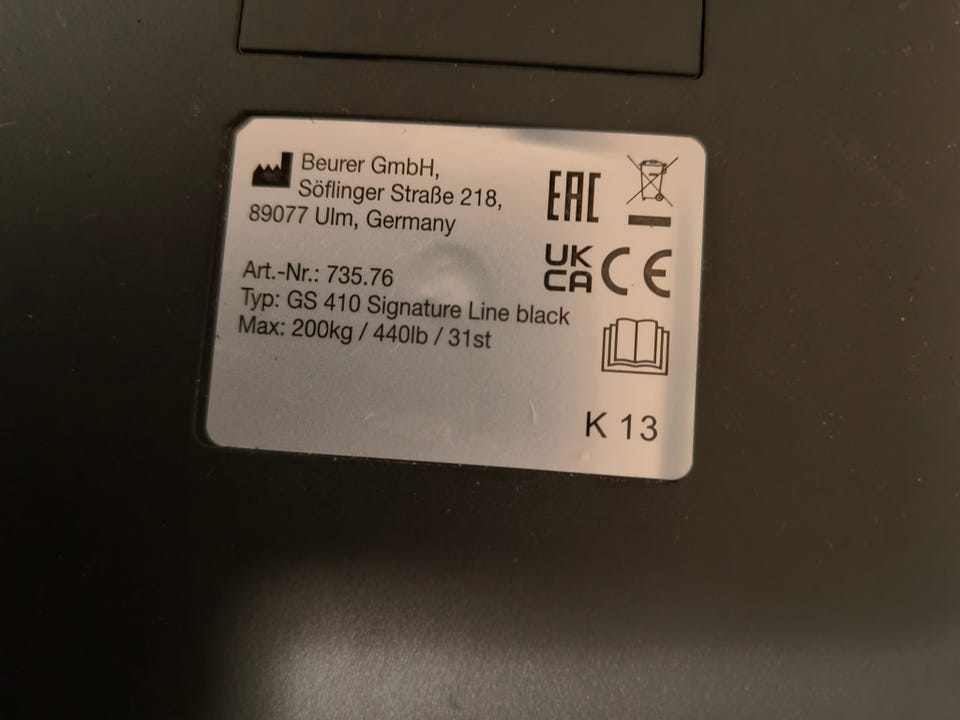 Beurer GmbH,
Söflinger Straße 218,
89077 Ulm, Germany
EAC
UK
CA CE
Art.-Nr.: 735.76
Typ: GS 410 Signature Line black
Max: 200kg / 440lb / 31st
K 13